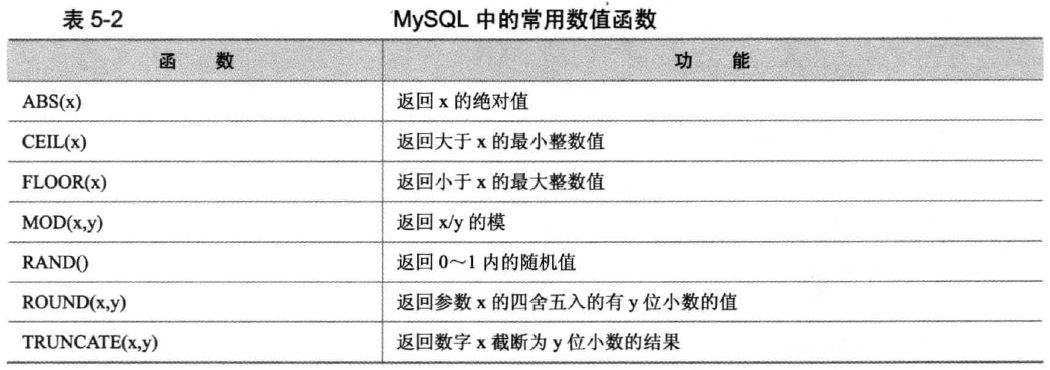 表 5-2 MySQL 中的常用数值函数
函 数 功 能
ABS(x) 返回 x 的绝对值
CEIL(x) 返回大于 x 的最小整数值
FLOOR(x) 返回小于 x 的最大整数值
MOD(x,y) 返回 x/y 的模
RAND() 返回 0～1 内的随机值
ROUND(x,y) 返回参数 x 的四舍五入的有 y 位小数的值
TRUNCATE(x,y) 返回数字 x 截断为 y 位小数的结果